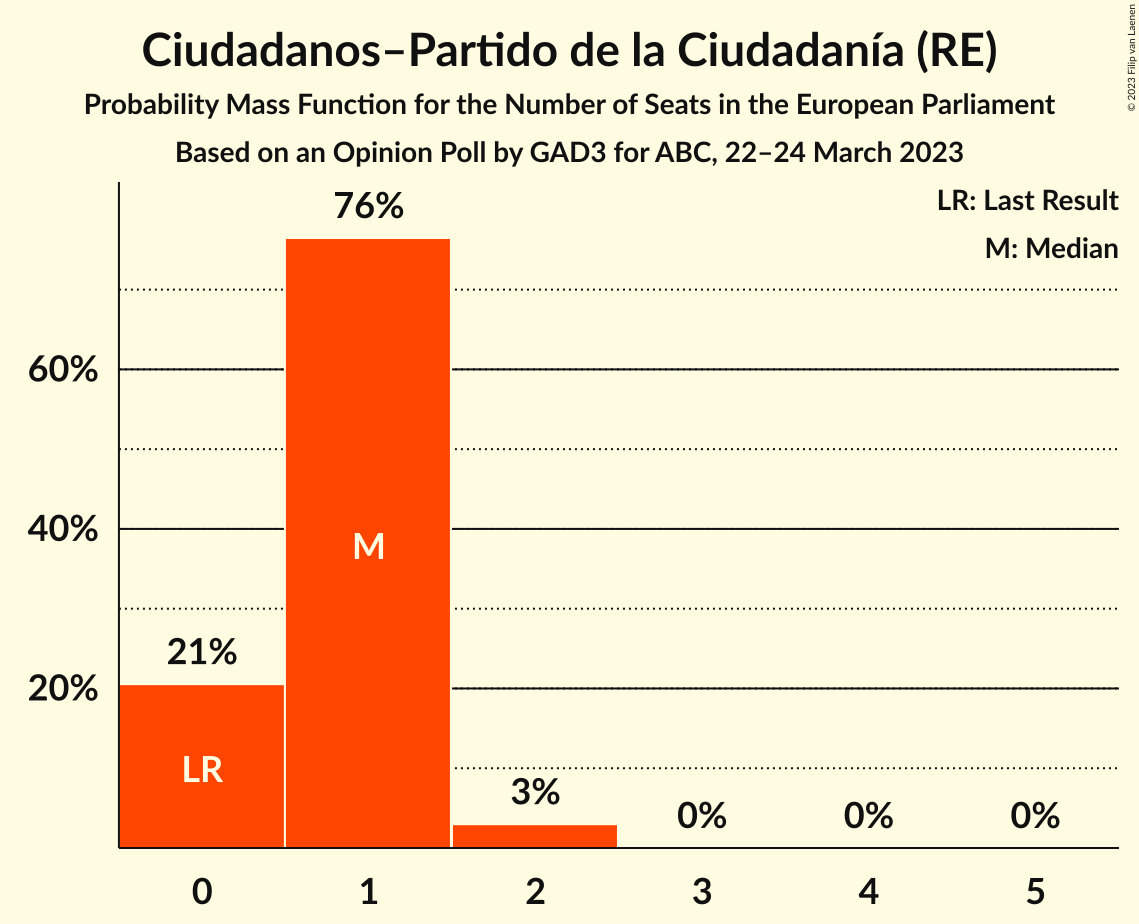 Ciudadanos–Partido de la Ciudadanía (RE)
Probability Mass Function for the Number of Seats in the European Parliament
Based on an Opinion Poll by GAD3 for ABC, 22–24 March 2023
© 2023 Filip van Laenen
LR: Last Result
M: Median
76%
60%
40%
M
21%
20%
LR
3%
0%
0%
0%
0
1
2
3
4
5